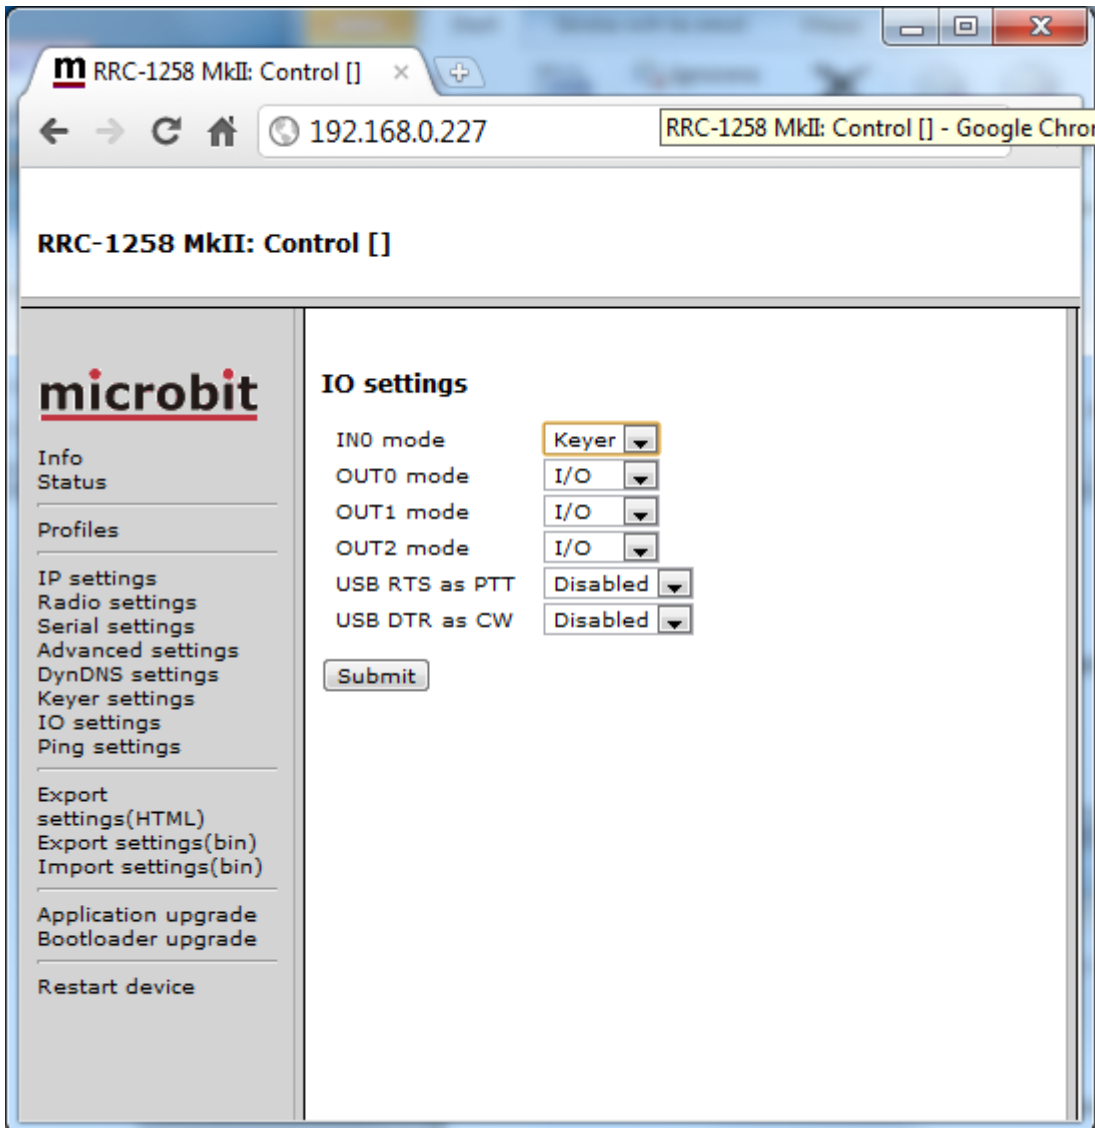 RRC-1258 MkII: Control []
192.168.0.227
RRC-1258 MkII: Control [] - Google Chro
RRC-1258 MkII: Control []
microbit
Info
Status
Profiles
IP settings
Radio settings
Serial settings
Advanced settings
DynDNS settings
Keyer settings
IO settings
Ping settings
Export
settings(HTML)
Export settings(bin)
Import settings(bin)
Application upgrade
Bootloader upgrade
Restart device
IO settings
IN0 mode Keyer
OUT0 mode I/O
OUT1 mode I/O
OUT2 mode I/O
USB RTS as PTT Disabled
USB DTR as CW Disabled
Submit